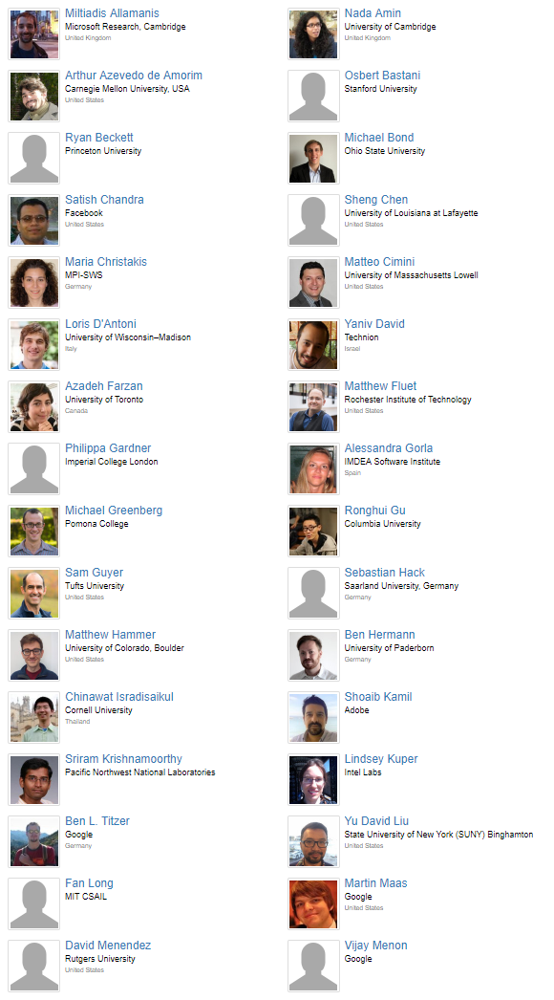 Miltiadis Allamanis
Microsoft Research, Cambridge
United Kingdom
Nada Amin
University of Cambridge
United Kingdom
Arthur Azevedo de Amorim
Carnegie Mellon University, USA
United States
Osbert Bastani
Stanford University
Ryan Beckett
Princeton University
Michael Bond
Ohio State University
Satish Chandra
Facebook
United States
Sheng Chen
University of Louisiana at Lafayette
United States
Maria Christakis
MPI-SWS
Germany
Matteo Cimini
University of Massachusetts Lowell
United States
Loris D'Antoni
University of Wisconsin–Madison
Italy
Yaniv David
Technion
Israel
Azadeh Farzan
University of Toronto
Canada
Matthew Fluet
Rochester Institute of Technology
United States
Philippa Gardner
Imperial College London
Alessandra Gorla
IMDEA Software Institute
Spain
Michael Greenberg
Pomona College
Ronghui Gu
Columbia University
Sam Guyer
Tufts University
United States
Sebastian Hack
Saarland University, Germany
Germany
Matthew Hammer
University of Colorado, Boulder
United States
Ben Hermann
University of Paderborn
Germany
Chinawat Isradisaikul
Cornell University
Thailand
Shoaib Kamil
Adobe
Sriram Krishnamoorthy
Pacific Northwest National Laboratories
Lindsey Kuper
Intel Labs
Ben L. Titzer
Google
Germany
Yu David Liu
State University of New York (SUNY) Binghamton
United States
Fan Long
MIT CSAIL
Martin Maas
Google
United States
David Menendez
Rutgers University
United States
Vijay Menon
Google